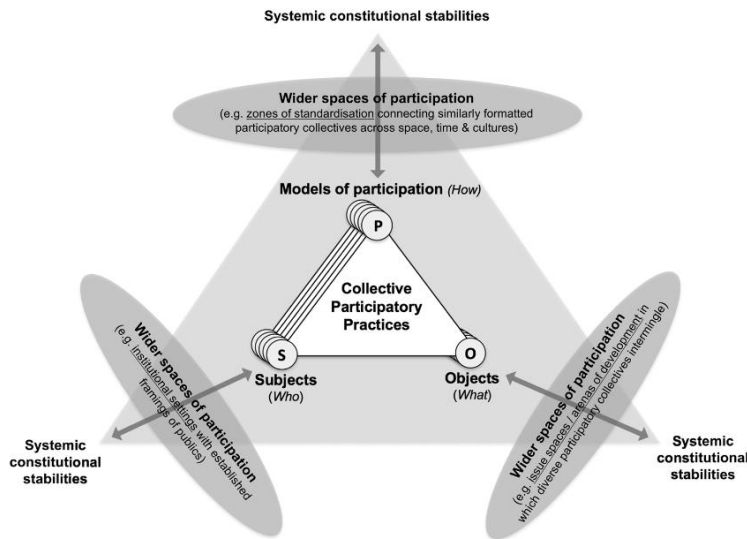 Systemic constitutional stabilities
Wider spaces of participation
(e.g. zones of standardisation connecting similarly formatted
participatory collectives across space, time & cultures)
Models of participation (How)
P
Collective
Participatory
Practices
S
O
Subjects
(Who)
Objects
(What)
Wider spaces of participation
(e.g. institutional settings with established
framings of publics)
Wider spaces of participation
(e.g. issue spaces / arenas of development in
which diverse participatory collectives intermingle)
Systemic
constitutional
stabilities
Systemic
constitutional
stabilities